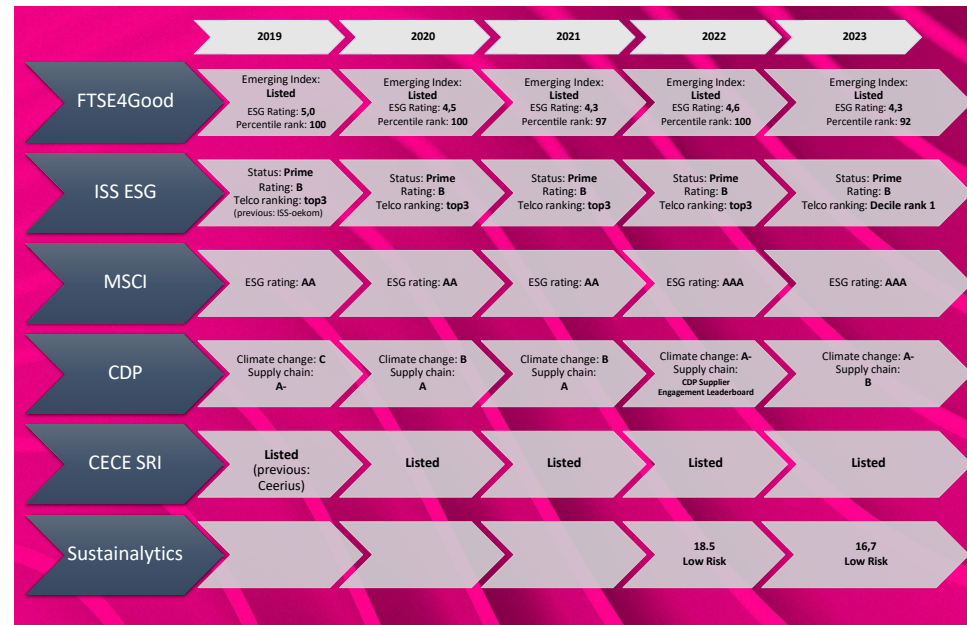 2019
2020
2021
2022
2023
FTSE4Good
Emerging Index:
Listed
ESG Rating: 5,0
Percentile rank: 100
Emerging Index:
Listed
ESG Rating: 4,5
Percentile rank: 100
Emerging Index:
Listed
ESG Rating: 4,3
Percentile rank: 97
Emerging Index:
Listed
ESG Rating: 4,6
Percentile rank: 100
Emerging Index:
Listed
ESG Rating: 4,3
Percentile rank: 92
ISS ESG
Status: Prime
Rating: B
Telco ranking: top3
(previous: ISS-oekom)
Status: Prime
Rating: B
Telco ranking: top3
Status: Prime
Rating: B
Telco ranking: top3
Status: Prime
Rating: B
Telco ranking: top3
Status: Prime
Rating: B
Telco ranking: Decile rank 1
MSCI
ESG rating: AA
ESG rating: AA
ESG rating: AA
ESG rating: AAA
ESG rating: AAA
CDP
Climate change: C
Supply chain:
A-
Climate change: B
Supply chain:
A
Climate change: B
Supply chain:
A
Climate change: A-
Supply chain:
CDP Supplier
Engagement Leaderboard
Climate change: A-
Supply chain:
B
CECE SRI
Listed
(previous:
Ceerius)
Listed
Listed
Listed
Listed
Sustainalytics
18.5
Low Risk
16,7
Low Risk